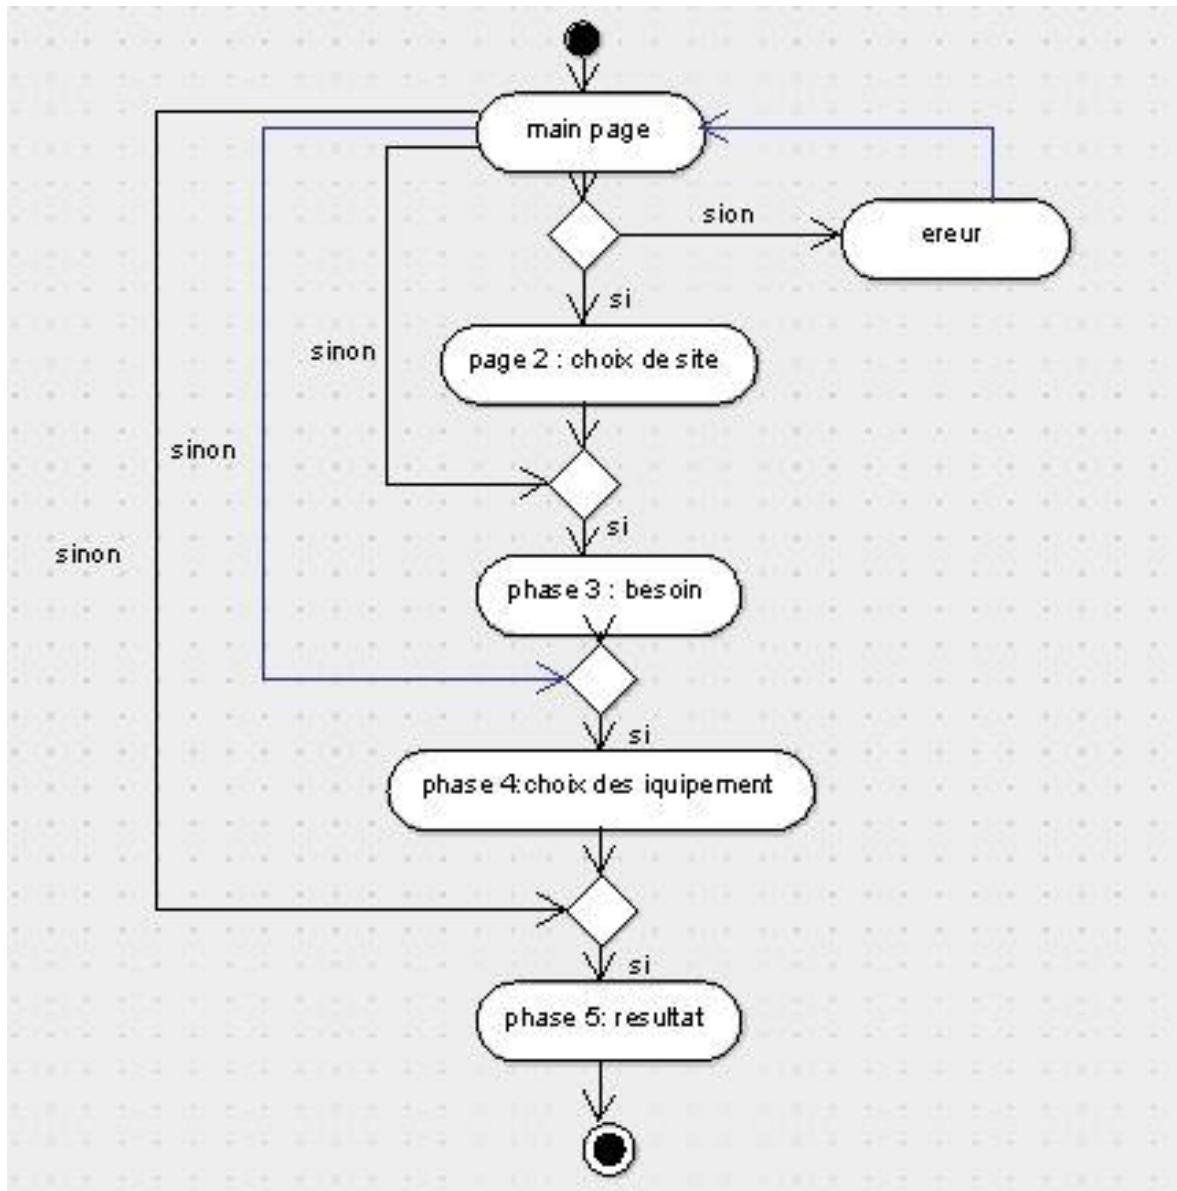 main page
sion
ereur
si
page 2 : choix de site
sinon
sinon
si
sinon
phase 3 : besoin
si
phase 4:choix des iquipement
si
phase 5: resultat